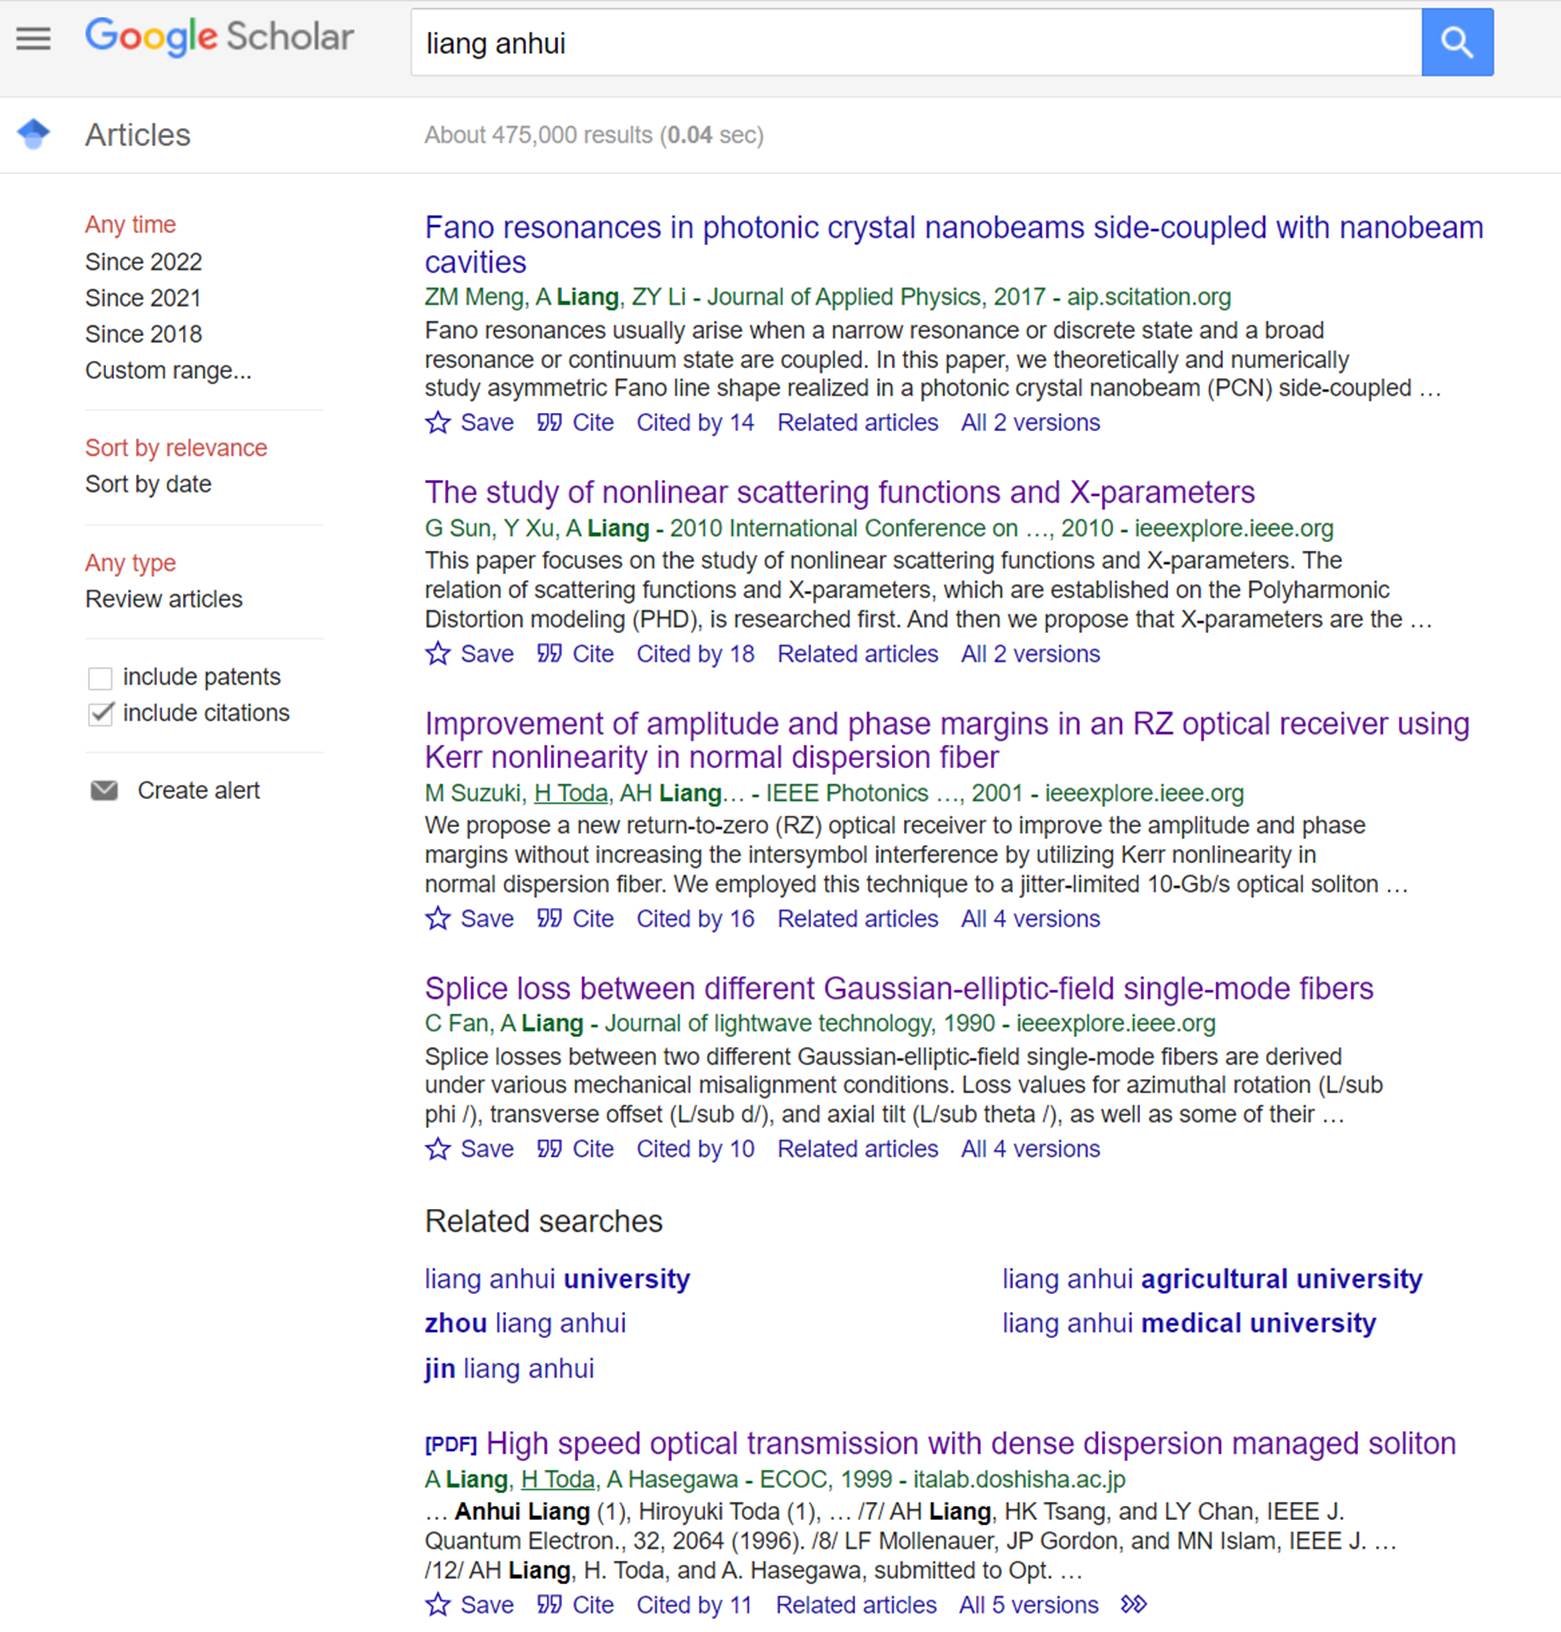 Google Scholar
liang anhui
Articles
About 475,000 results (0.04 sec)
Any time
Since 2022
Since 2021
Since 2018
Custom range...
Sort by relevance
Sort by date
Any type
Review articles
include patents
include citations
Create alert
Fano resonances in photonic crystal nanobeams side-coupled with nanobeam
cavities
ZM Meng, A Liang, ZY Li - Journal of Applied Physics, 2017 - aip.scitation.org
Fano resonances usually arise when a narrow resonance or discrete state and a broad
resonance or continuum state are coupled. In this paper, we theoretically and numerically
study asymmetric Fano line shape realized in a photonic crystal nanobeam (PCN) side-coupled …
Save Cite Cited by 14 Related articles All 2 versions
The study of nonlinear scattering functions and X-parameters
G Sun, Y Xu, A Liang - 2010 International Conference on …, 2010 - ieeexplore.ieee.org
This paper focuses on the study of nonlinear scattering functions and X-parameters. The
relation of scattering functions and X-parameters, which are established on the Polyharmonic
Distortion modeling (PHD), is researched first. And then we propose that X-parameters are the …
Save Cite Cited by 18 Related articles All 2 versions
Improvement of amplitude and phase margins in an RZ optical receiver using
Kerr nonlinearity in normal dispersion fiber
M Suzuki, H Toda, AH Liang… - IEEE Photonics …, 2001 - ieeexplore.ieee.org
We propose a new return-to-zero (RZ) optical receiver to improve the amplitude and phase
margins without increasing the intersymbol interference by utilizing Kerr nonlinearity in
normal dispersion fiber. We employed this technique to a jitter-limited 10-Gb/s optical soliton …
Save Cite Cited by 16 Related articles All 4 versions
Splice loss between different Gaussian-elliptic-field single-mode fibers
C Fan, A Liang - Journal of lightwave technology, 1990 - ieeexplore.ieee.org
Splice losses between two different Gaussian-elliptic-field single-mode fibers are derived
under various mechanical misalignment conditions. Loss values for azimuthal rotation (L/sub
phi /), transverse offset (L/sub d/), and axial tilt (L/sub theta /), as well as some of their …
Save Cite Cited by 10 Related articles All 4 versions
Related searches
liang anhui university
liang anhui agricultural university
zhou liang anhui
liang anhui medical university
jin liang anhui
[PDF] High speed optical transmission with dense dispersion managed soliton
A Liang, H Toda, A Hasegawa - ECOC, 1999 - italab.doshisha.ac.jp
… Anhui Liang (1), Hiroyuki Toda (1), … /7/ AH Liang, HK Tsang, and LY Chan, IEEE J.
Quantum Electron., 32, 2064 (1996). /8/ LF Mollenauer, JP Gordon, and MN Islam, IEEE J. …
/12/ AH Liang, H. Toda, and A. Hasegawa, submitted to Opt. …
Save Cite Cited by 11 Related articles All 5 versions